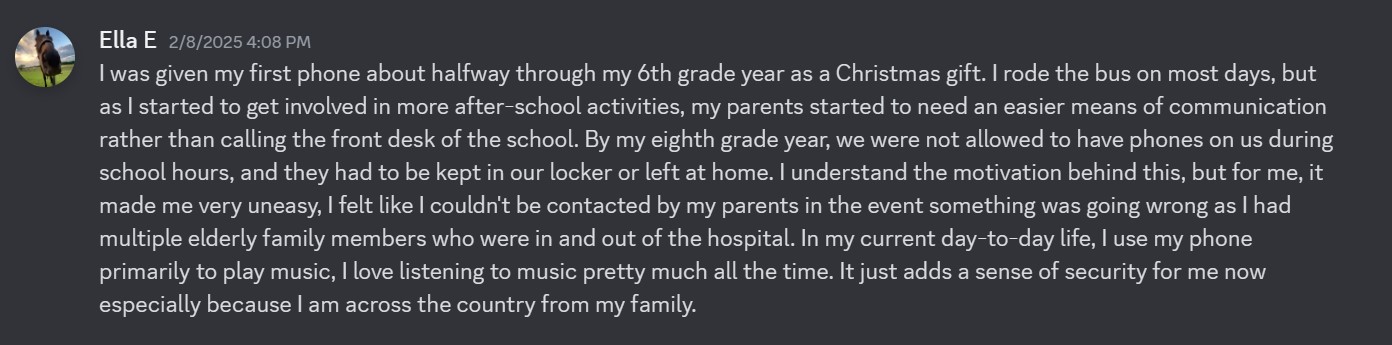 Ella E 2/8/2025 4:08 PM
I was given my first phone about halfway through my 6th grade year as a Christmas gift. I rode the bus on most days, but
as I started to get involved in more after-school activities, my parents started to need an easier means of communication
rather than calling the front desk of the school. By my eighth grade year, we were not allowed to have phones on us during
school hours, and they had to be kept in our locker or left at home. I understand the motivation behind this, but for me, it
made me very uneasy, I felt like I couldn't be contacted by my parents in the event something was going wrong as I had
multiple elderly family members who were in and out of the hospital. In my current day-to-day life, I use my phone
primarily to play music, I love listening to music pretty much all the time. It just adds a sense of security for me now
especially because I am across the country from my family.